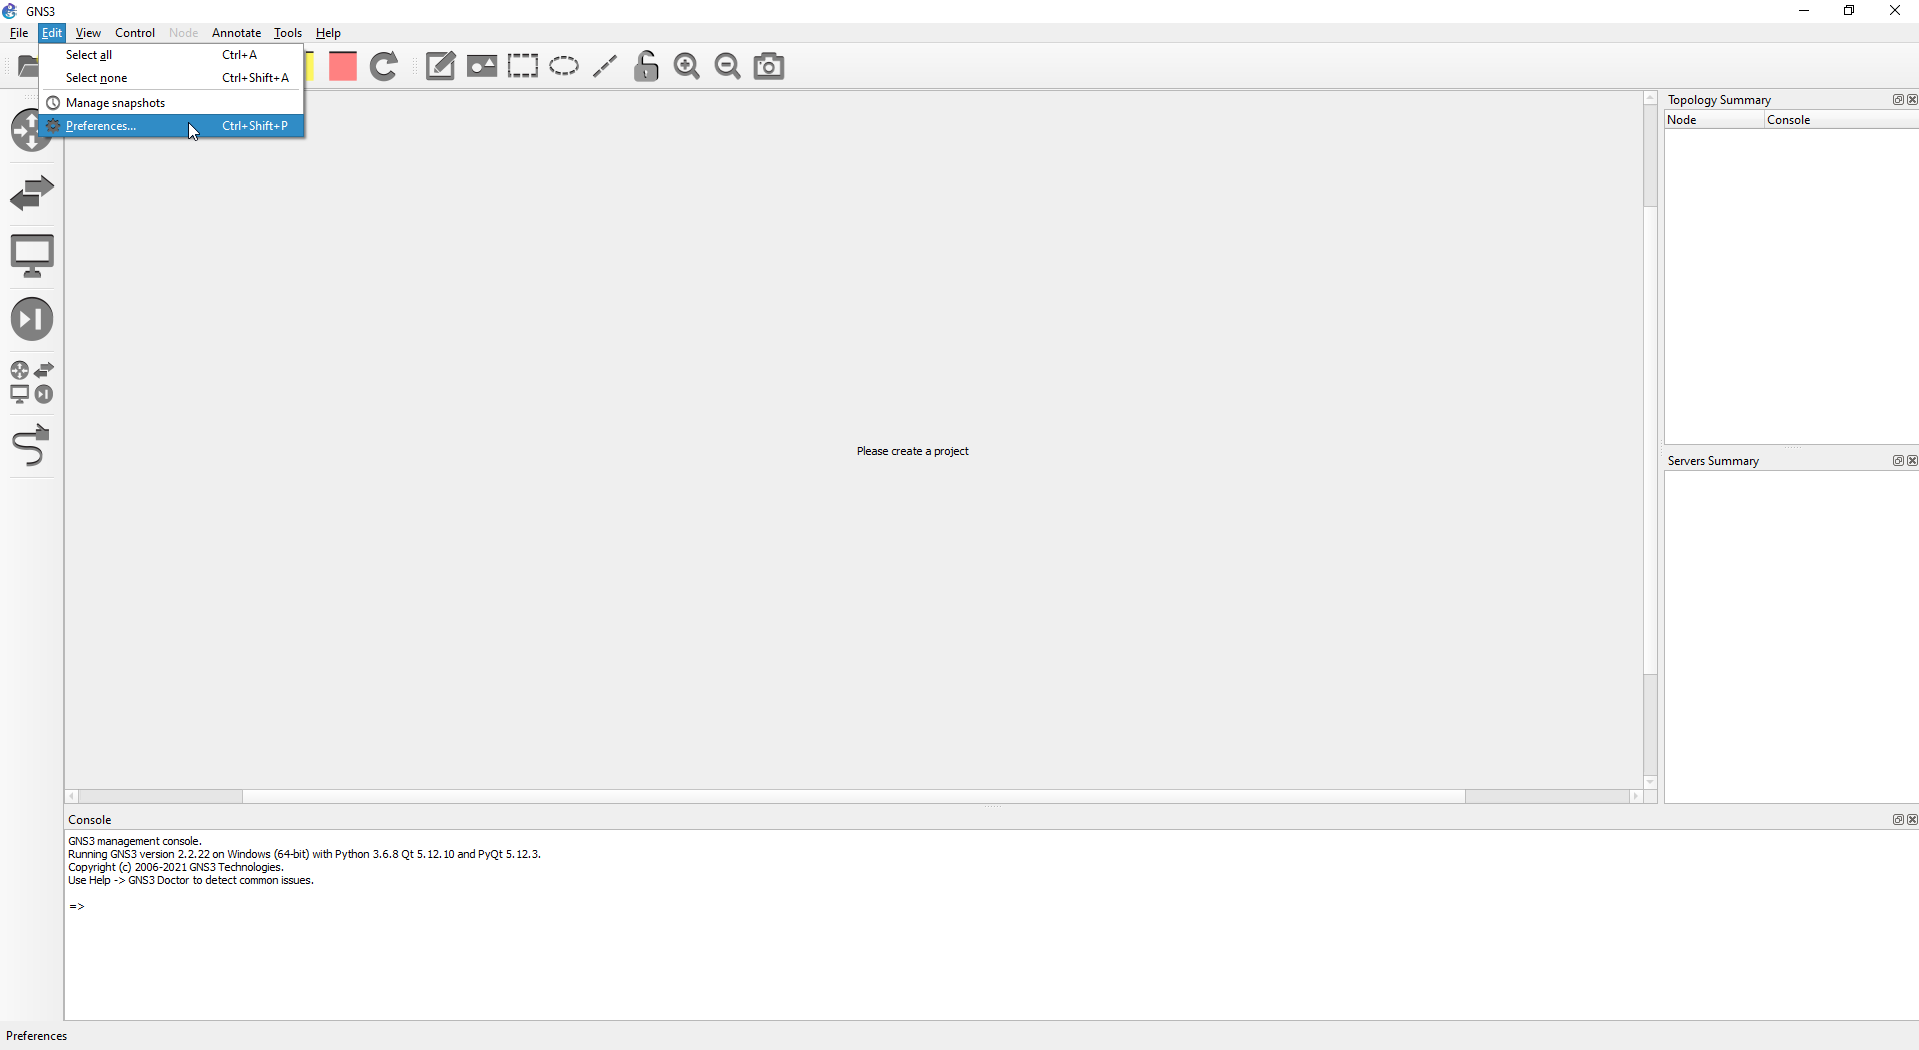 GNS3
File Edit View Control Node Annotate Tools Help
Select all Ctrl+A
Select none Ctrl+Shift+A
Manage snapshots
Preferences... Ctrl+Shift+P
Topology Summary
Node Console
Please create a project
Servers Summary
Console
GNS3 management console.
Running GNS3 version 2.2.22 on Windows (64-bit) with Python 3.6.8 Qt 5.12.10 and PyQt 5.12.3.
Copyright (c) 2006-2021 GNS3 Technologies.
Use Help -> GNS3 Doctor to detect common issues.
=>
Preferences